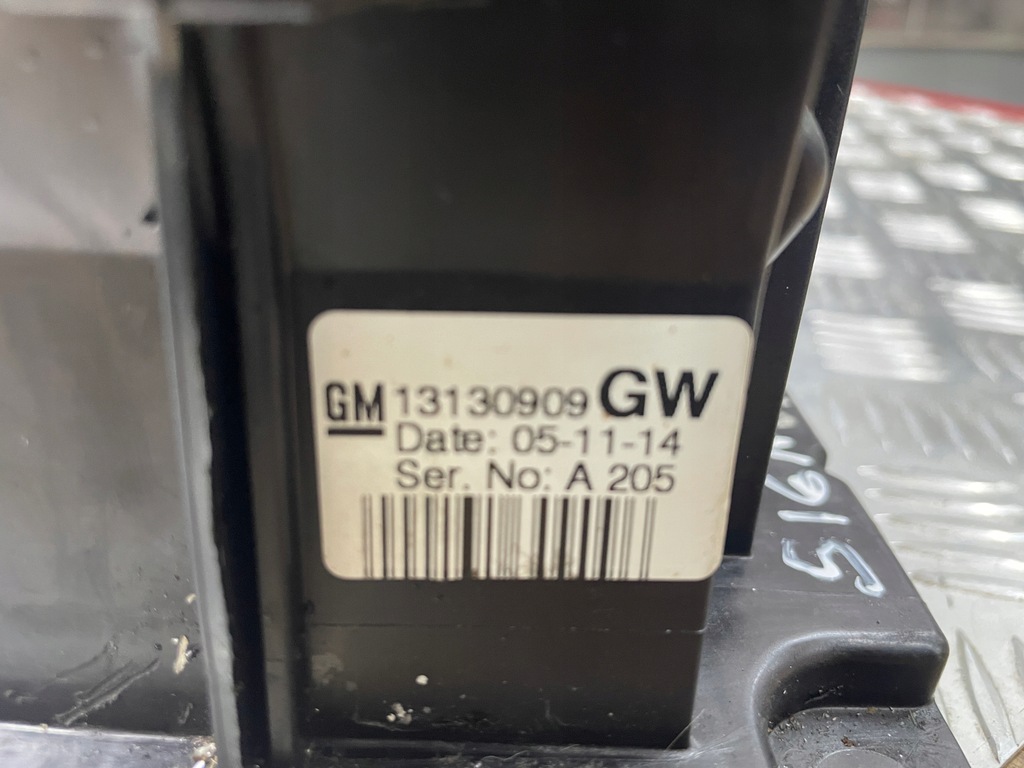 GM 13130909 GW
Date: 05-11-14
Ser. No: A 205